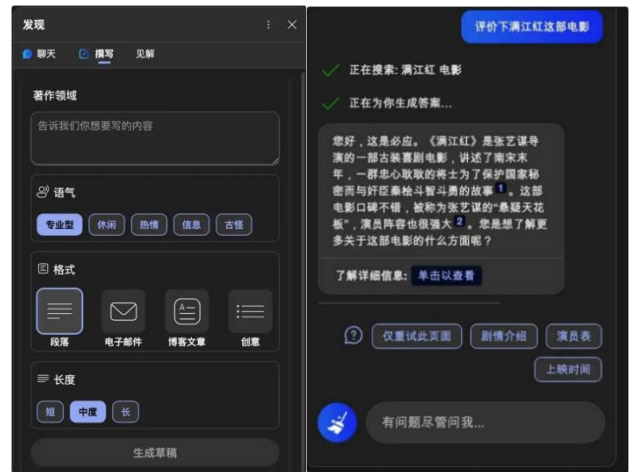 发现
聊天 撰写 见解
著作领域
告诉我们你想要写的内容
语气
专业型 休闲 热情 信息 古怪
格式
段落 电子邮件 博客文章 创意
长度
短 中度 长
生成草稿
评价下满江红这部电影
正在搜索: 满江红 电影
正在为你生成答案...
您好，这是必应。《满江红》是张艺谋导
演的一部古装喜剧电影，讲述了南宋末
年，一群忠心耿耿的将士为了保护国家秘
密而与奸臣秦桧斗智斗勇的故事 1 。这部
电影口碑不错，被称为张艺谋的“悬疑天花
板”，演员阵容也很强大 2 。您是想了解更
多关于这部电影的什么方面呢？
了解详细信息: 单击以查看
仅重试此页面 剧情介绍 演员表
上映时间
有问题尽管问我...